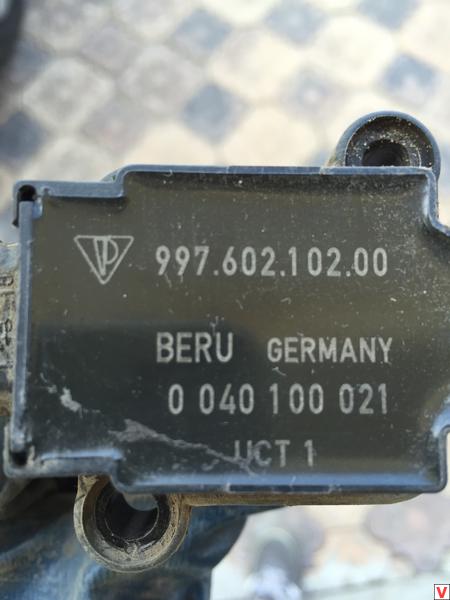 997.602.102.00
BERU GERMANY
0 040 100 021
UCT 1
V